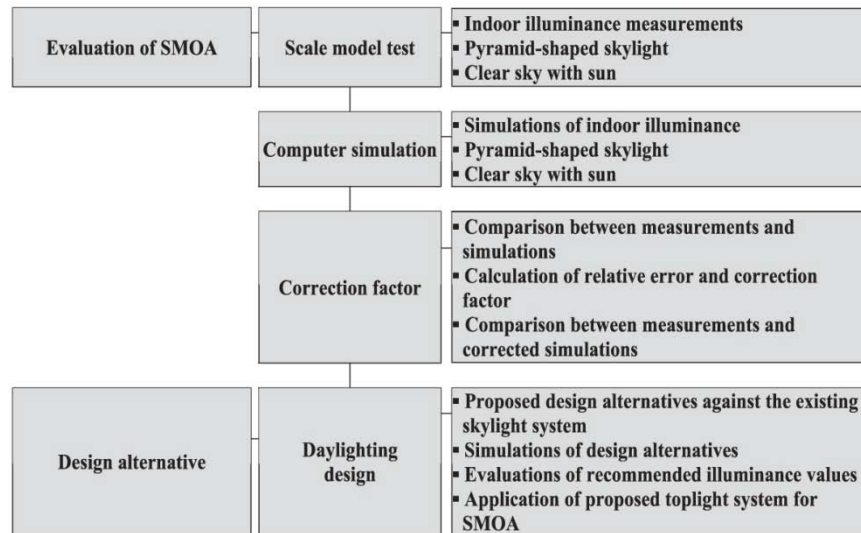 Evaluation of SMOA
Scale model test
▪ Indoor illuminance measurements
▪ Pyramid-shaped skylight
▪ Clear sky with sun
Computer simulation
▪ Simulations of indoor illuminance
▪ Pyramid-shaped skylight
▪ Clear sky with sun
Correction factor
▪ Comparison between measurements and
simulations
▪ Calculation of relative error and correction
factor
▪ Comparison between measurements and
corrected simulations
Design alternative
Daylighting
design
▪ Proposed design alternatives against the existing
skylight system
▪ Simulations of design alternatives
▪ Evaluations of recommended illuminance values
▪ Application of proposed toplight system for
SMOA